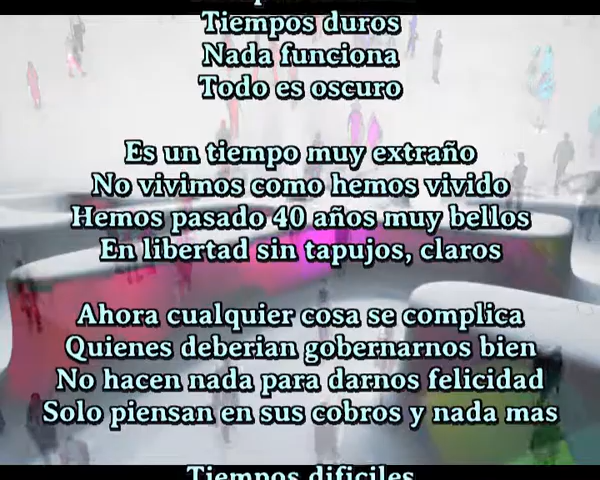 Tiempos duros
Nada funciona
Todo es oscuro
Es un tiempo muy extraño
No vivimos como hemos vivido
Hemos pasado 40 años muy bellos
En libertad sin tapujos, claros
Ahora cualquier cosa se complica
Quienes deberian gobernarnos bien
No hacen nada para darnos felicidad
Solo piensan en sus cobros y nada mas
Tiempos dificiles